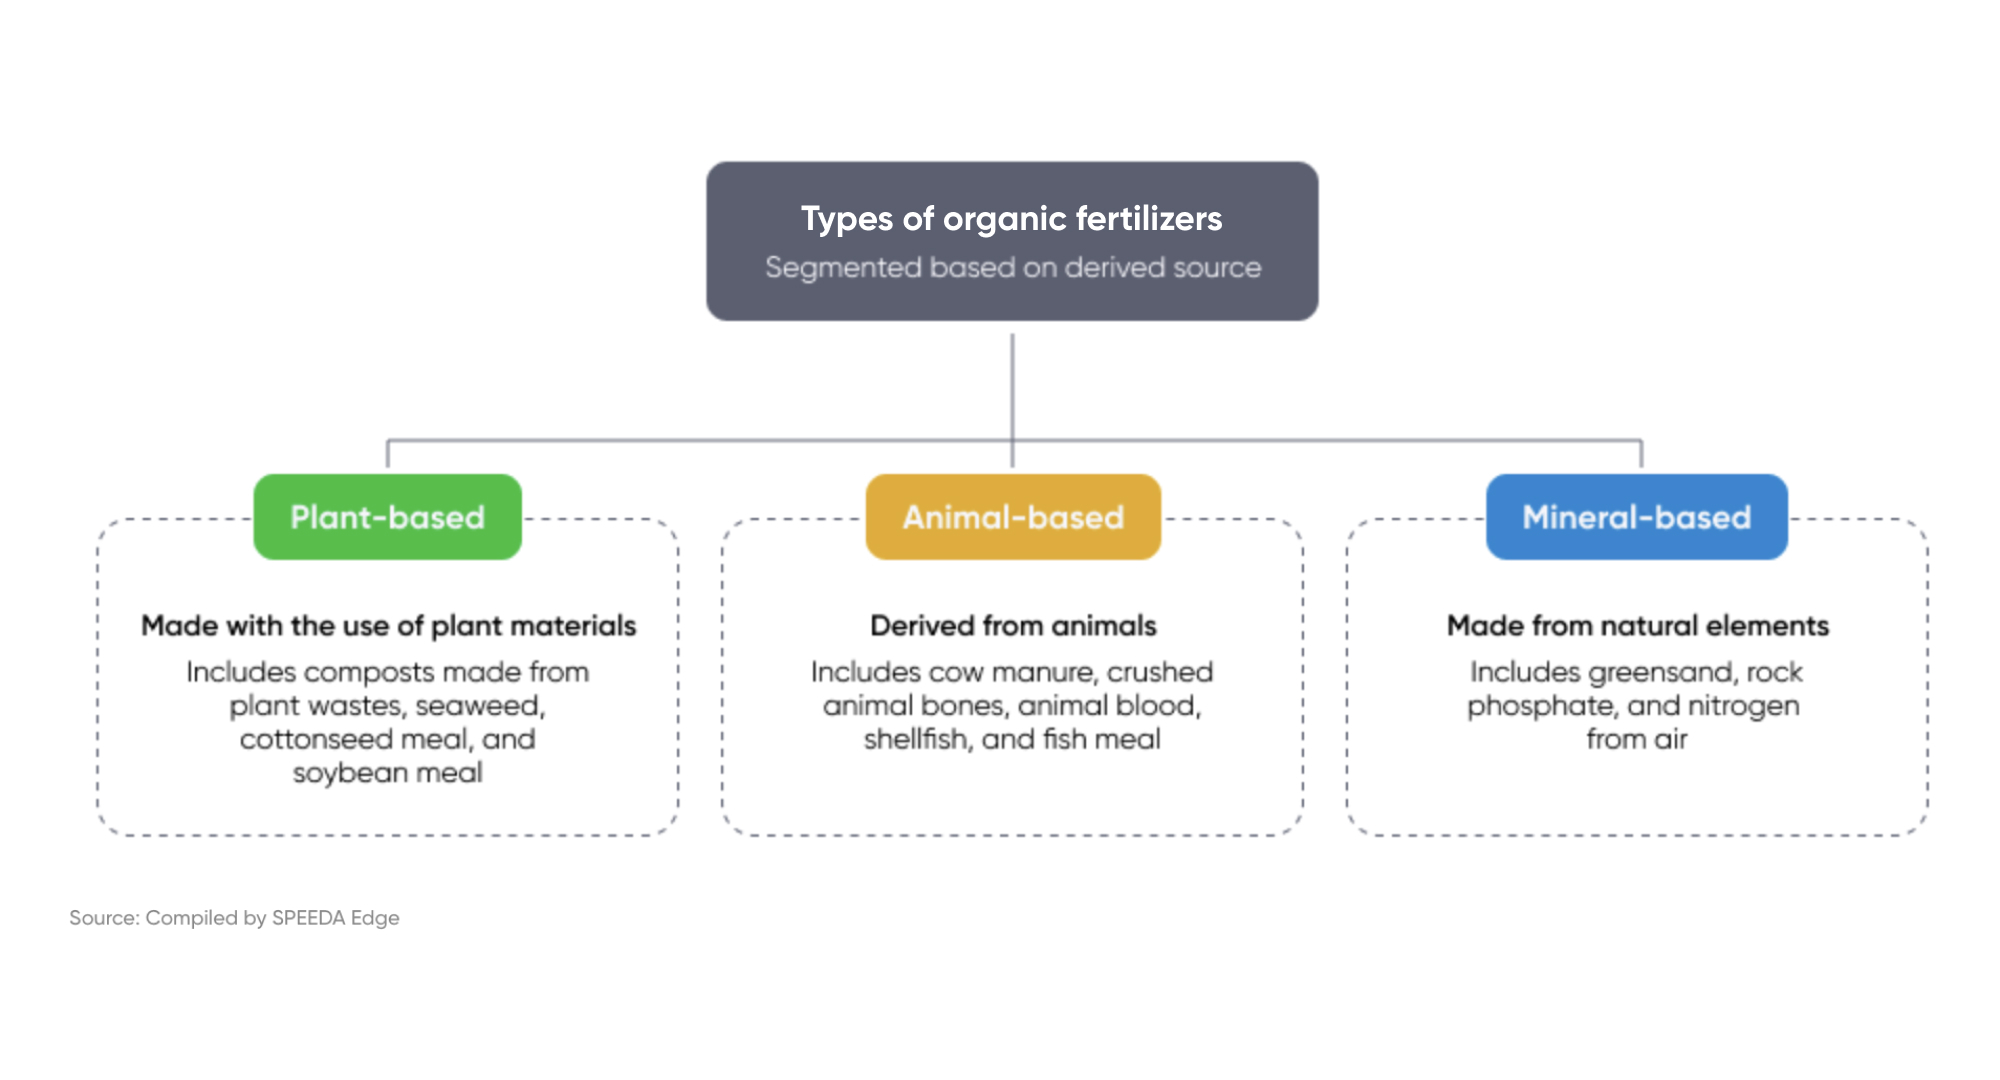 Types of organic fertilizers
Segmented based on derived source
Plant-based
Made with the use of plant materials
Includes composts made from
plant wastes, seaweed,
cottonseed meal, and
soybean meal
Animal-based
Derived from animals
Includes cow manure, crushed
animal bones, animal blood,
shellfish, and fish meal
Mineral-based
Made from natural elements
Includes greensand, rock
phosphate, and nitrogen
from air
Source: Compiled by SPEEDA Edge